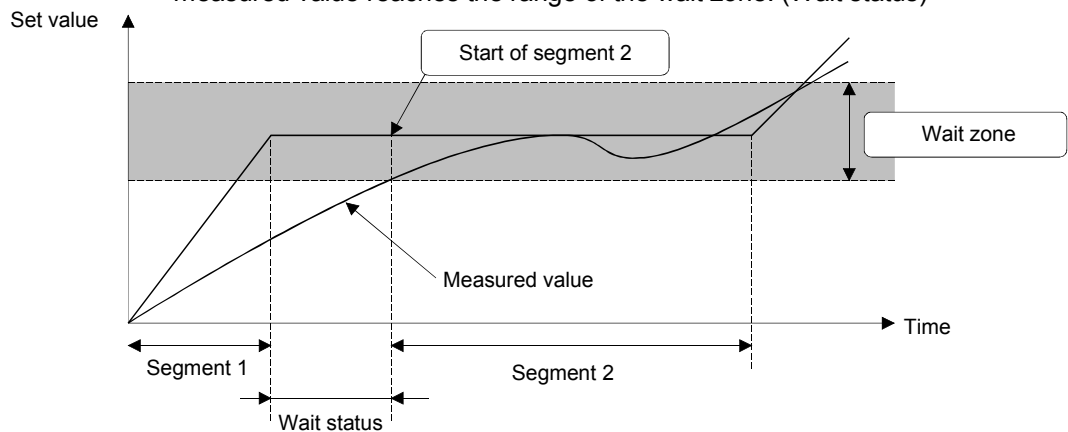 Measured value reaches the range of the wait zone. (Wait status)
Set value
Start of segment 2
Wait zone
Measured value
Time
Segment 1
Segment 2
Wait status